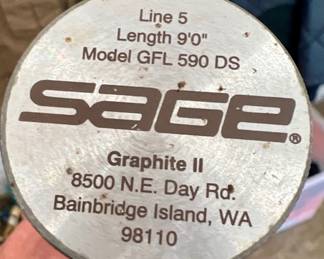 Line 5
Length 9'0"
Model GFL 590 DS
SAGE®
Graphite II
8500 N.E. Day Rd.
Bainbridge Island, WA
98110